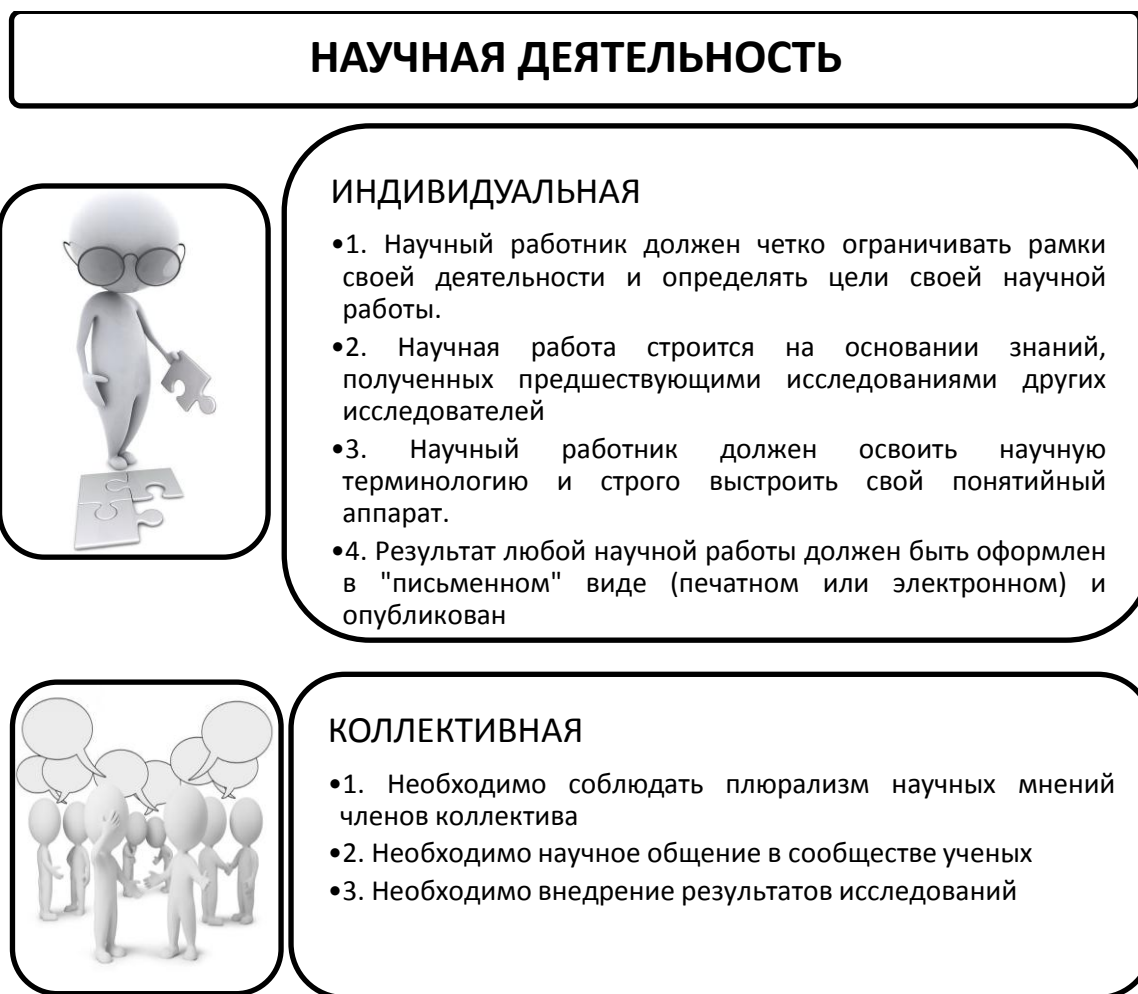 НАУЧНАЯ ДЕЯТЕЛЬНОСТЬ
ИНДИВИДУАЛЬНАЯ
•1. Научный работник должен четко ограничивать рамки
своей деятельности и определять цели своей научной
работы.
•2. Научная работа строится на основании знаний,
полученных предшествующими исследованиями других
исследователей
•3. Научный работник должен освоить научную
терминологию и строго выстроить свой понятийный
аппарат.
•4. Результат любой научной работы должен быть оформлен
в "письменном" виде (печатном или электронном) и
опубликован
КОЛЛЕКТИВНАЯ
•1. Необходимо соблюдать плюрализм научных мнений
членов коллектива
•2. Необходимо научное общение в сообществе ученых
•3. Необходимо внедрение результатов исследований